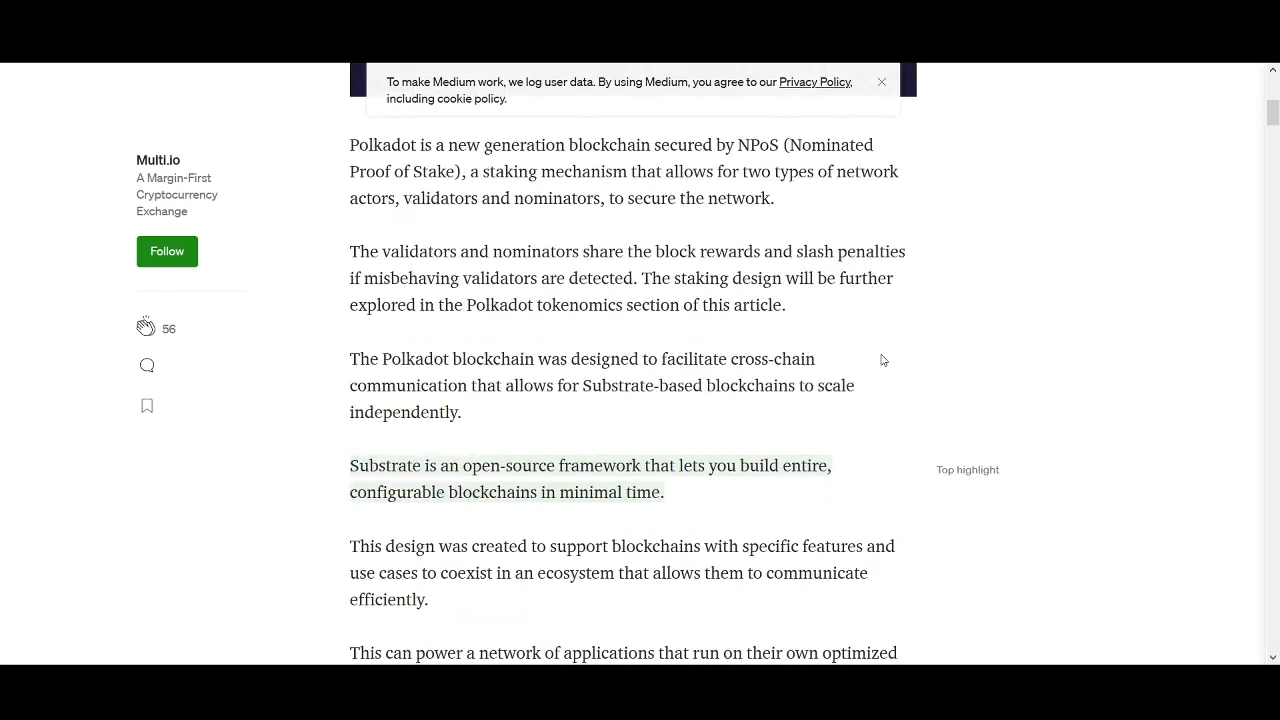 To make Medium work, we log user data. By using Medium, you agree to our Privacy Policy,
including cookie policy.
Multi.io
A Margin-First
Cryptocurrency
Exchange
Follow
56
Polkadot is a new generation blockchain secured by NPoS (Nominated
Proof of Stake), a staking mechanism that allows for two types of network
actors, validators and nominators, to secure the network.
The validators and nominators share the block rewards and slash penalties
if misbehaving validators are detected. The staking design will be further
explored in the Polkadot tokenomics section of this article.
The Polkadot blockchain was designed to facilitate cross-chain
communication that allows for Substrate-based blockchains to scale
independently.
Substrate is an open-source framework that lets you build entire,
configurable blockchains in minimal time.
Top highlight
This design was created to support blockchains with specific features and
use cases to coexist in an ecosystem that allows them to communicate
efficiently.
This can power a network of applications that run on their own optimized